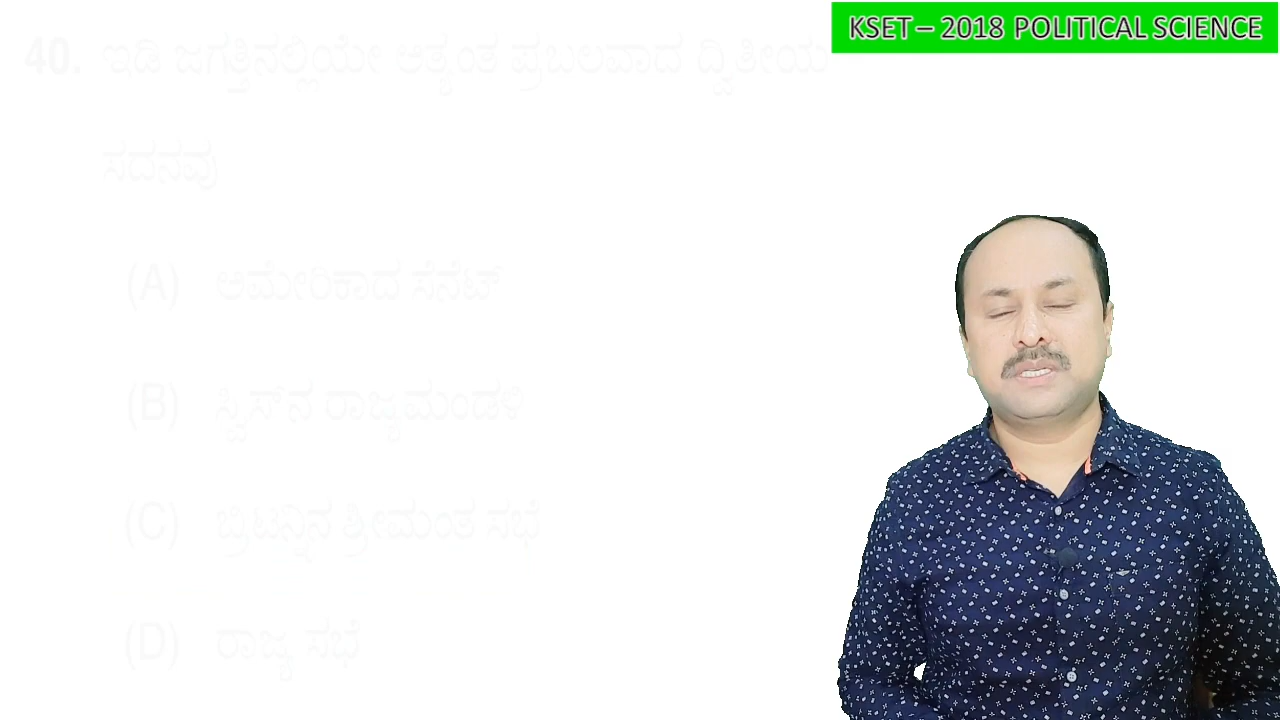 KSET – 2018 POLITICAL SCIENCE
40. ಇಡಿ ಜಗತ್ತಿನಲ್ಲಿಯೇ ಅತ್ಯಂತ ಪ್ರಬಲವಾದ ದ್ವಿತೀಯ
ಸದನವು
(A) ಅಮೇರಿಕಾದ ಸೆನೆಟ್
(B) ಸ್ವಿಸ್‌ನ ರಾಜ್ಯಮಂಡಳಿ
(C) ಬ್ರಿಟನ್ನಿನ ಶ್ರೀಮಂತ ಸಭೆ
(D) ರಾಜ್ಯ ಸಭೆ